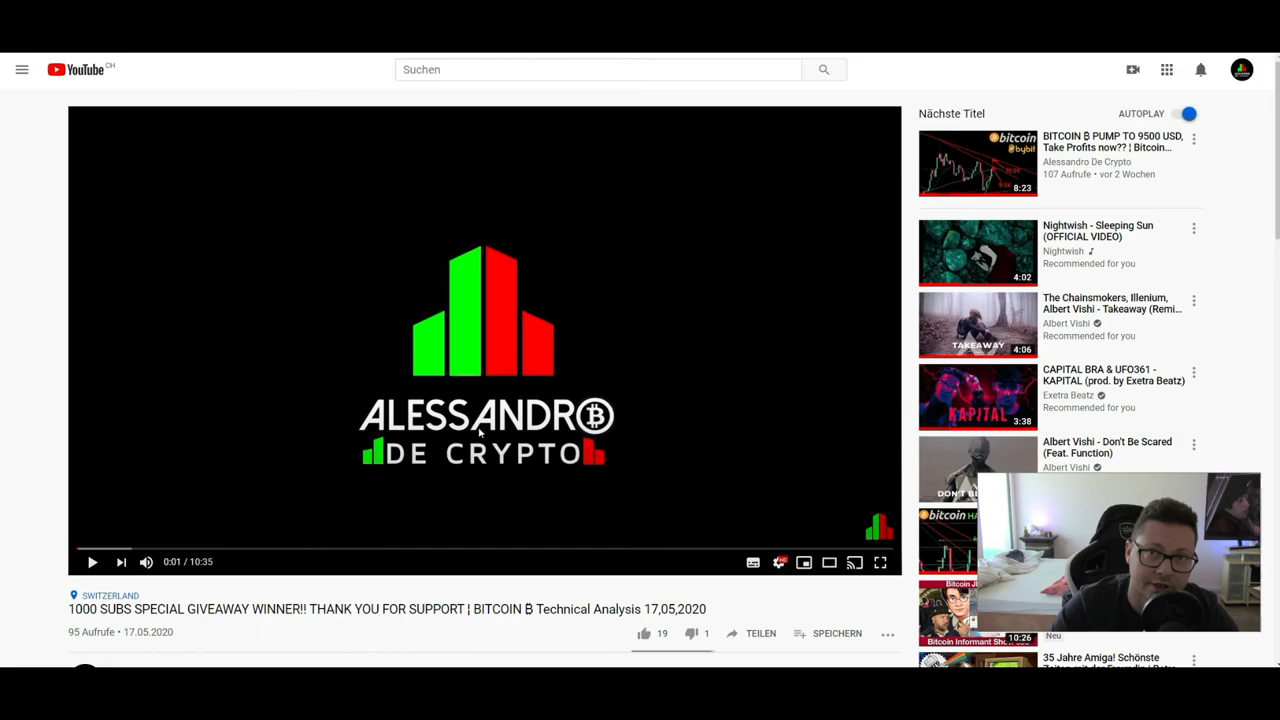 YouTube CH
Suchen
ALESSANDRO
DE CRYPTO
0:01 / 10:35
SWITZERLAND
1000 SUBS SPECIAL GIVEAWAY WINNER!! THANK YOU FOR SUPPORT ¦ BITCOIN ₿ Technical Analysis 17,05,2020
95 Aufrufe • 17.05.2020
19
1
TEILEN
SPEICHERN
Nächste Titel
AUTOPLAY
bitcoin
bybit
8:23
BITCOIN ₿ PUMP TO 9500 USD,
Take Profits now?? ¦ Bitcoin...
Alessandro De Crypto
107 Aufrufe • vor 2 Wochen
4:02
Nightwish - Sleeping Sun
(OFFICIAL VIDEO)
Nightwish
Recommended for you
TAKEAWAY
4:06
The Chainsmokers, Illenium,
Albert Vishi - Takeaway (Remi...
Albert Vishi
Recommended for you
KAPITAL
3:38
CAPITAL BRA & UFO361 -
KAPITAL (prod. by Exetra Beatz)
Exetra Beatz
Recommended for you
DON'T BE
Albert Vishi - Don't Be Scared
(Feat. Function)
Albert Vishi
bitcoin
Bitcoin Informant Show
10:26
Neu
35 Jahre Amiga! Schönste